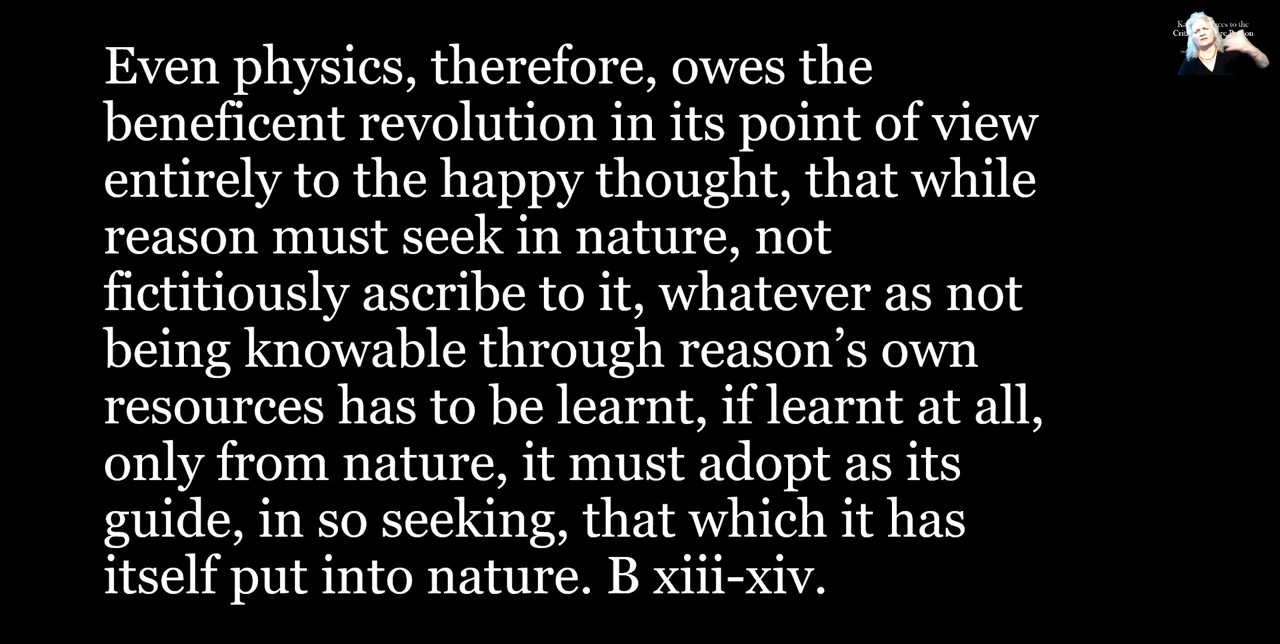 Even physics, therefore, owes the
beneficent revolution in its point of view
entirely to the happy thought, that while
reason must seek in nature, not
fictitiously ascribe to it, whatever as not
being knowable through reason’s own
resources has to be learnt, if learnt at all,
only from nature, it must adopt as its
guide, in so seeking, that which it has
itself put into nature. B xiii-xiv.
to the